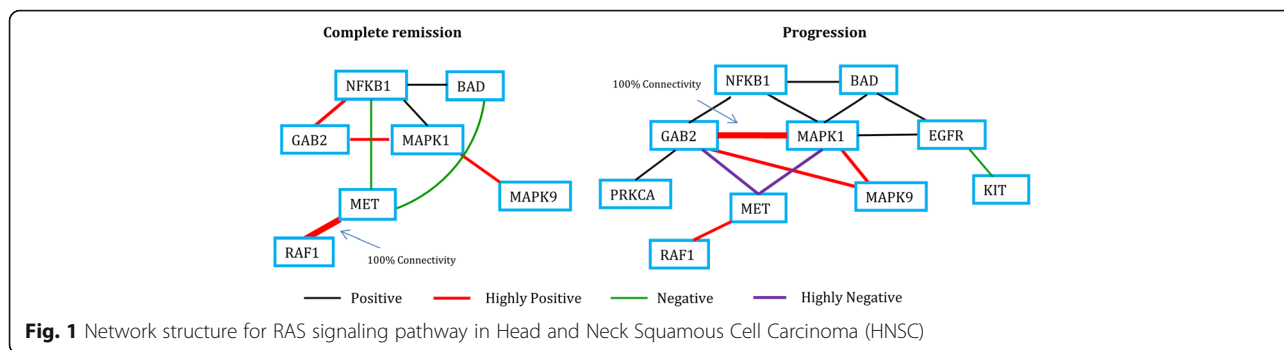 Complete remission
NFKB1
BAD
GAB2
MAPK1
MAPK9
MET
RAF1
100% Connectivity
Progression
100% Connectivity
NFKB1
BAD
GAB2
MAPK1
EGFR
PRKCA
MET
MAPK9
KIT
RAF1
Positive
Highly Positive
Negative
Highly Negative
Fig. 1 Network structure for RAS signaling pathway in Head and Neck Squamous Cell Carcinoma (HNSC)